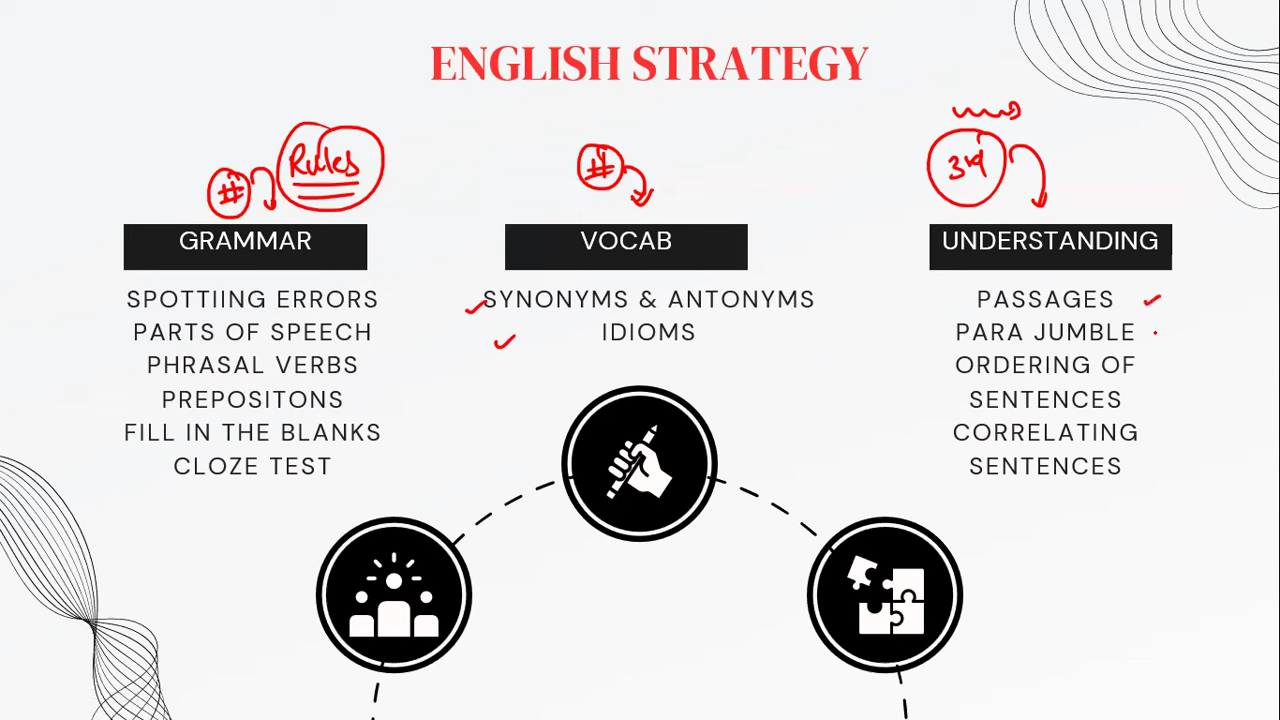 ENGLISH STRATEGY
Rules
#
#
3rd
GRAMMAR
SPOTTIING ERRORS
PARTS OF SPEECH
PHRASAL VERBS
PREPOSITONS
FILL IN THE BLANKS
CLOZE TEST
VOCAB
SYNONYMS & ANTONYMS
IDIOMS
UNDERSTANDING
PASSAGES
PARA JUMBLE
ORDERING OF
SENTENCES
CORRELATING
SENTENCES